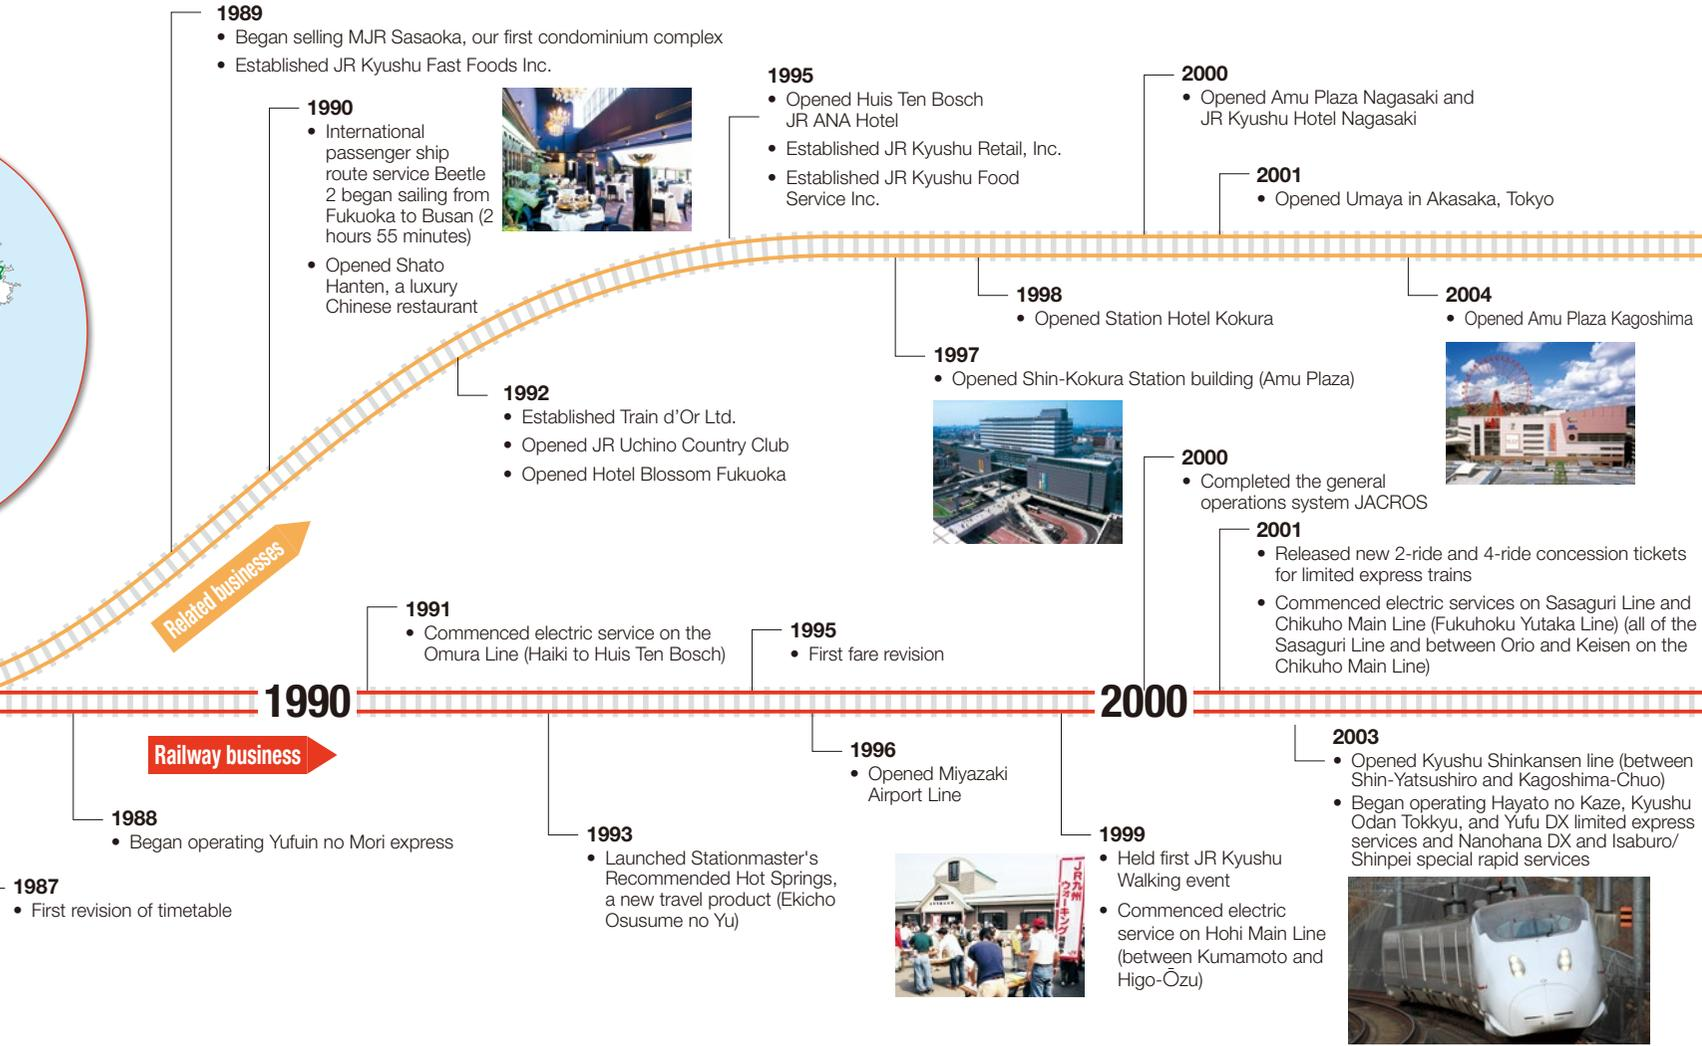 1989
• Began selling MJR Sasaoka, our first condominium complex
• Established JR Kyushu Fast Foods Inc.
1990
• International
passenger ship
route service Beetle
2 began sailing from
Fukuoka to Busan (2
hours 55 minutes)
• Opened Shato
Hanten, a luxury
Chinese restaurant
1995
• Opened Huis Ten Bosch
JR ANA Hotel
• Established JR Kyushu Retail, Inc.
• Established JR Kyushu Food
Service Inc.
2000
• Opened Amu Plaza Nagasaki and
JR Kyushu Hotel Nagasaki
2001
• Opened Umaya in Akasaka, Tokyo
1992
• Established Train d’Or Ltd.
• Opened JR Uchino Country Club
• Opened Hotel Blossom Fukuoka
1998
• Opened Station Hotel Kokura
1997
• Opened Shin-Kokura Station building (Amu Plaza)
2004
• Opened Amu Plaza Kagoshima
Related businesses
1991
• Commenced electric service on the
Omura Line (Haiki to Huis Ten Bosch)
1995
• First fare revision
2000
• Completed the general
operations system JACROS
2001
• Released new 2-ride and 4-ride concession tickets
for limited express trains
• Commenced electric services on Sasaguri Line and
Chikuho Main Line (Fukuhoku Yutaka Line) (all of the
Sasaguri Line and between Orio and Keisen on the
Chikuho Main Line)
1990
2000
Railway business
1988
• Began operating Yufuin no Mori express
1987
• First revision of timetable
1993
• Launched Stationmaster's
Recommended Hot Springs,
a new travel product (Ekicho
Osusume no Yu)
1996
• Opened Miyazaki
Airport Line
1999
• Held first JR Kyushu
Walking event
• Commenced electric
service on Hohi Main Line
(between Kumamoto and
Higo-Ōzu)
JR九州
ウォーキング
2003
• Opened Kyushu Shinkansen line (between
Shin-Yatsushiro and Kagoshima-Chuo)
• Began operating Hayato no Kaze, Kyushu
Odan Tokkyu, and Yufu DX limited express
services and Nanohana DX and Isaburo/
Shinpei special rapid services